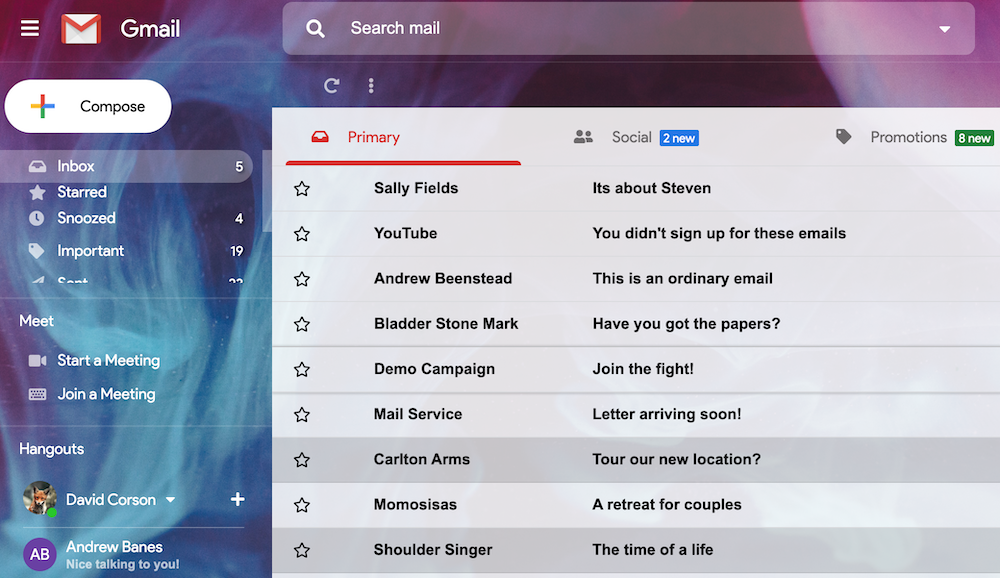 Gmail
Search mail
Compose
Primary
Social 2 new
Promotions 8 new
Inbox 5
Starred
Snoozed 4
Important 19
Sally Fields Its about Steven
YouTube You didn't sign up for these emails
Andrew Beenstead This is an ordinary email
Bladder Stone Mark Have you got the papers?
Demo Campaign Join the fight!
Mail Service Letter arriving soon!
Carlton Arms Tour our new location?
Momosisas A retreat for couples
Shoulder Singer The time of a life
Meet
Start a Meeting
Join a Meeting
Hangouts
David Corson
AB Andrew Banes
Nice talking to you!